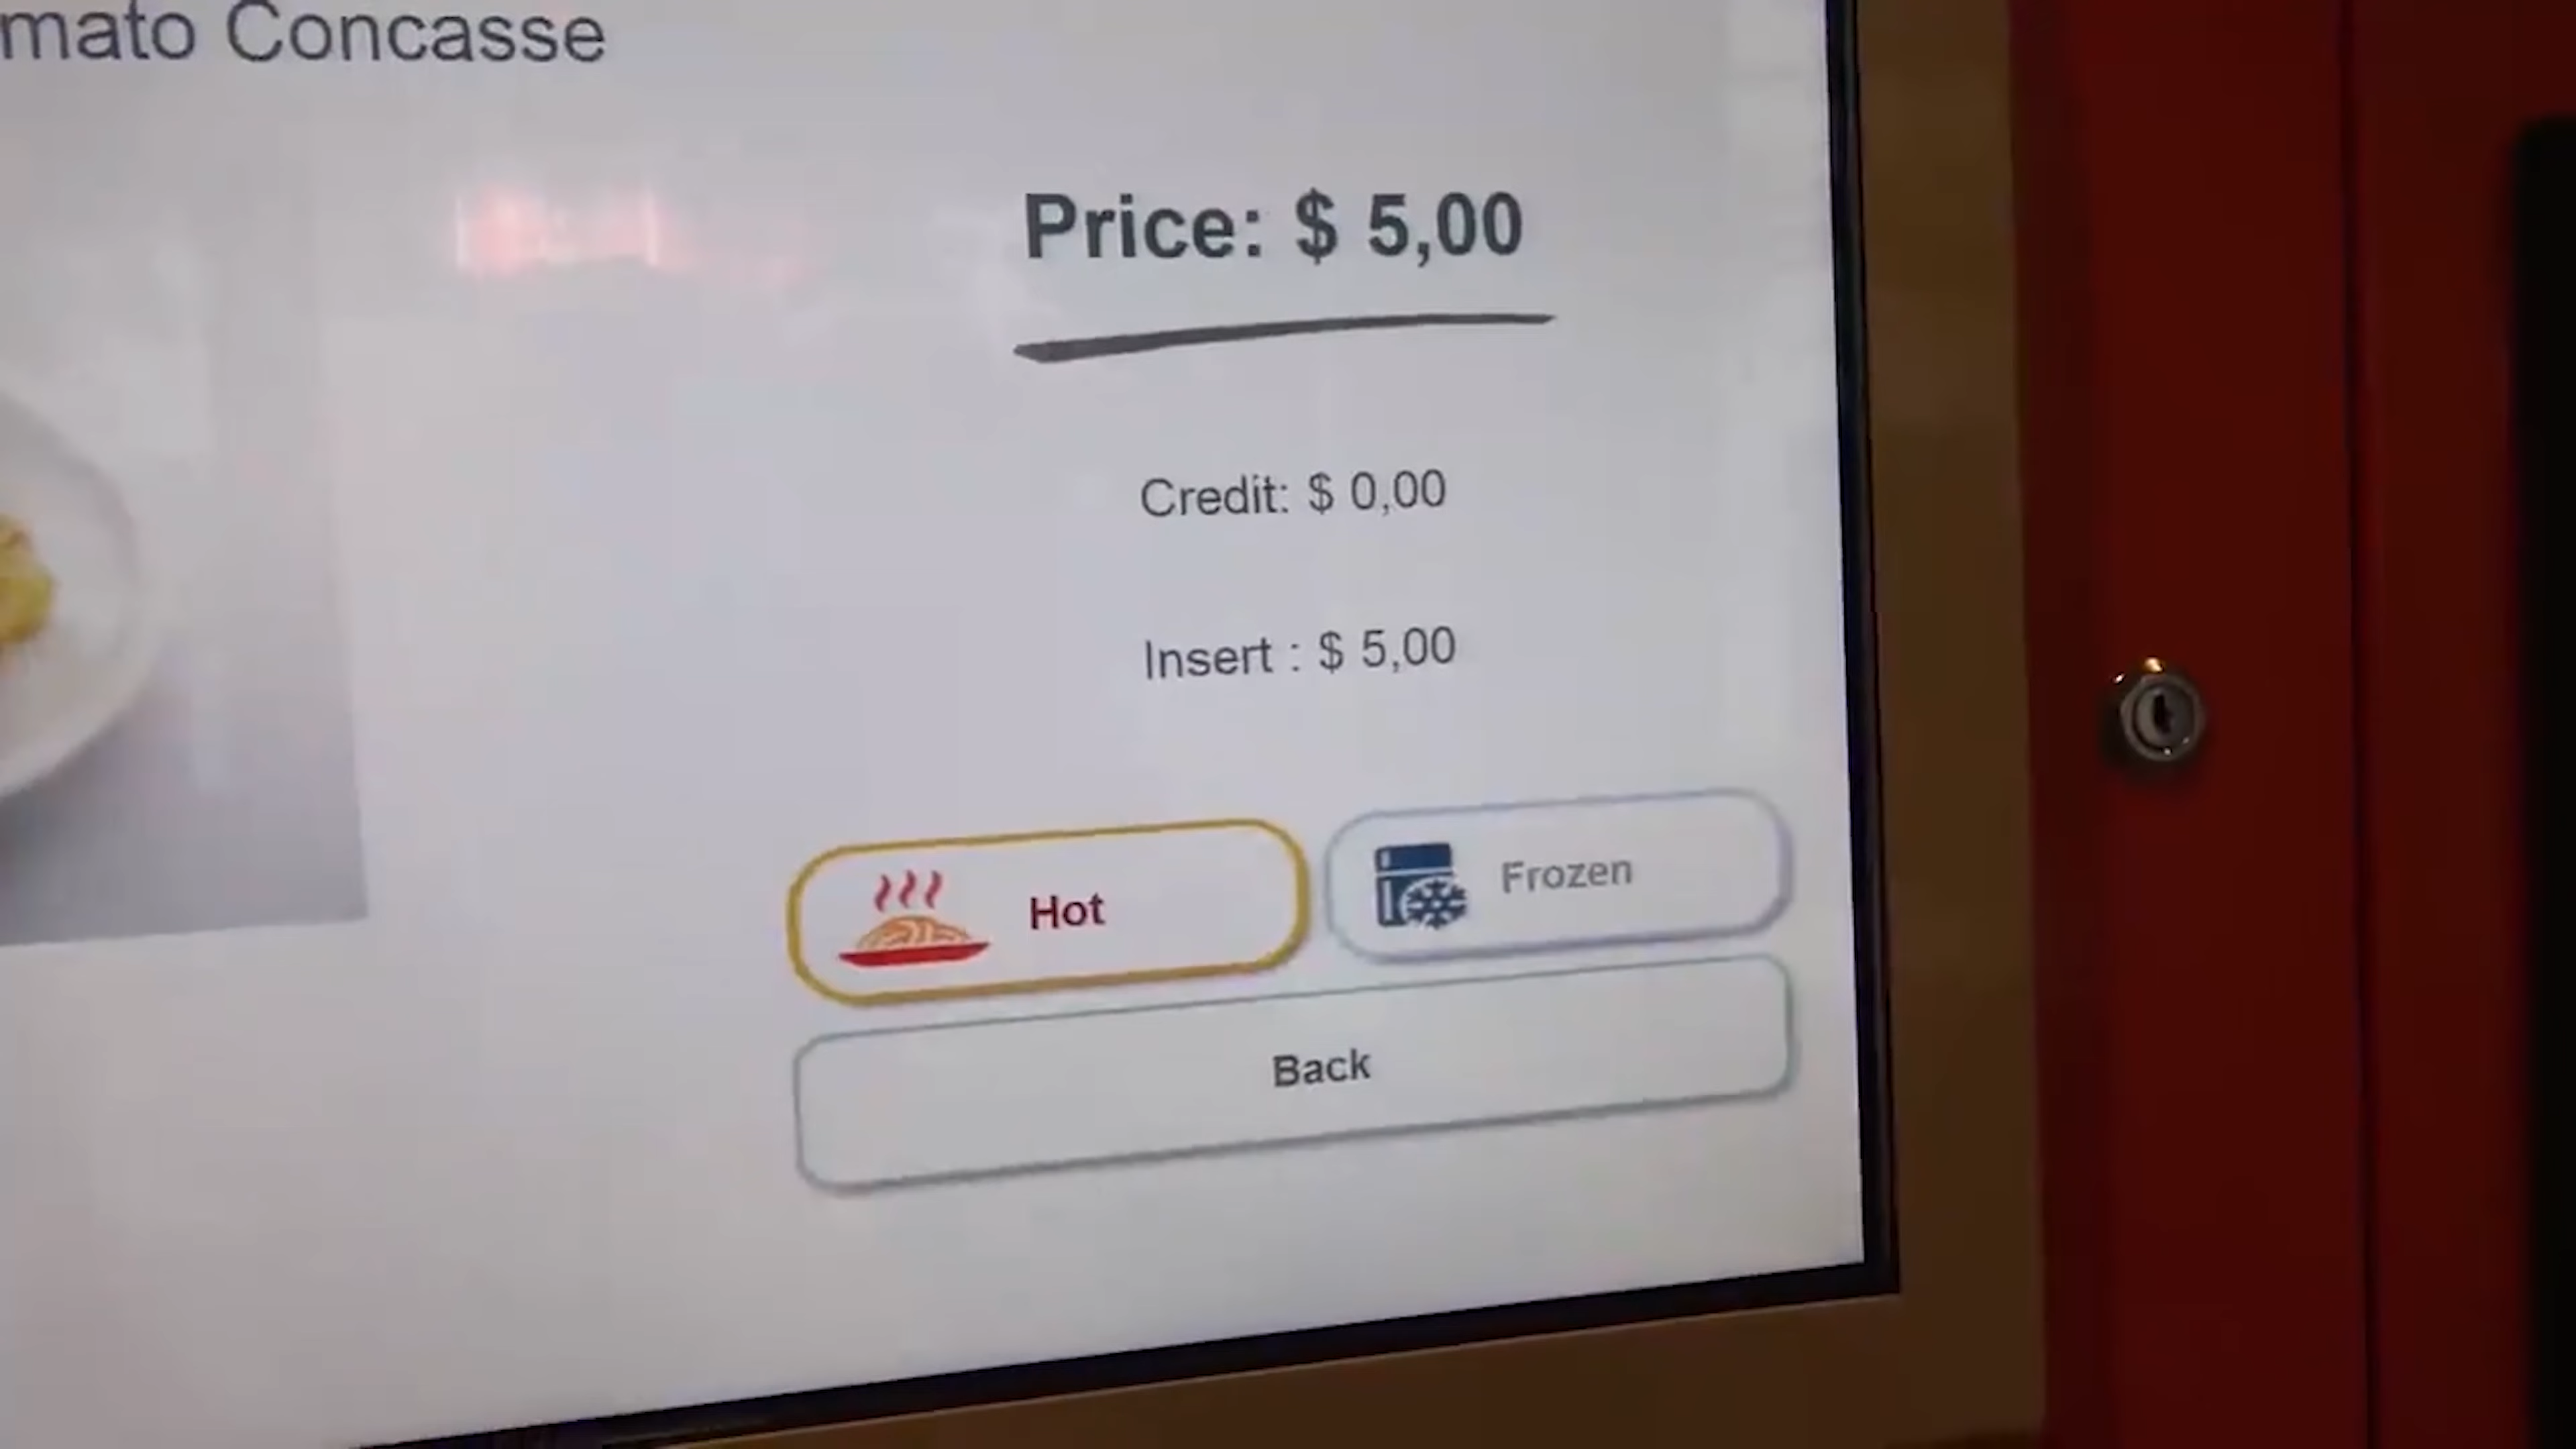 mato Concasse
Price: $ 5,00
Credit: $ 0,00
Insert : $ 5,00
Hot
Frozen
Back